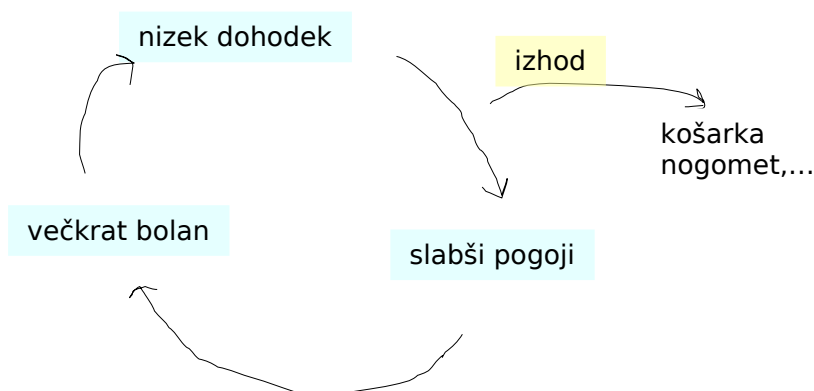 nizek dohodek
izhod
košarka
nogomet,...
večkrat bolan
slabši pogoji